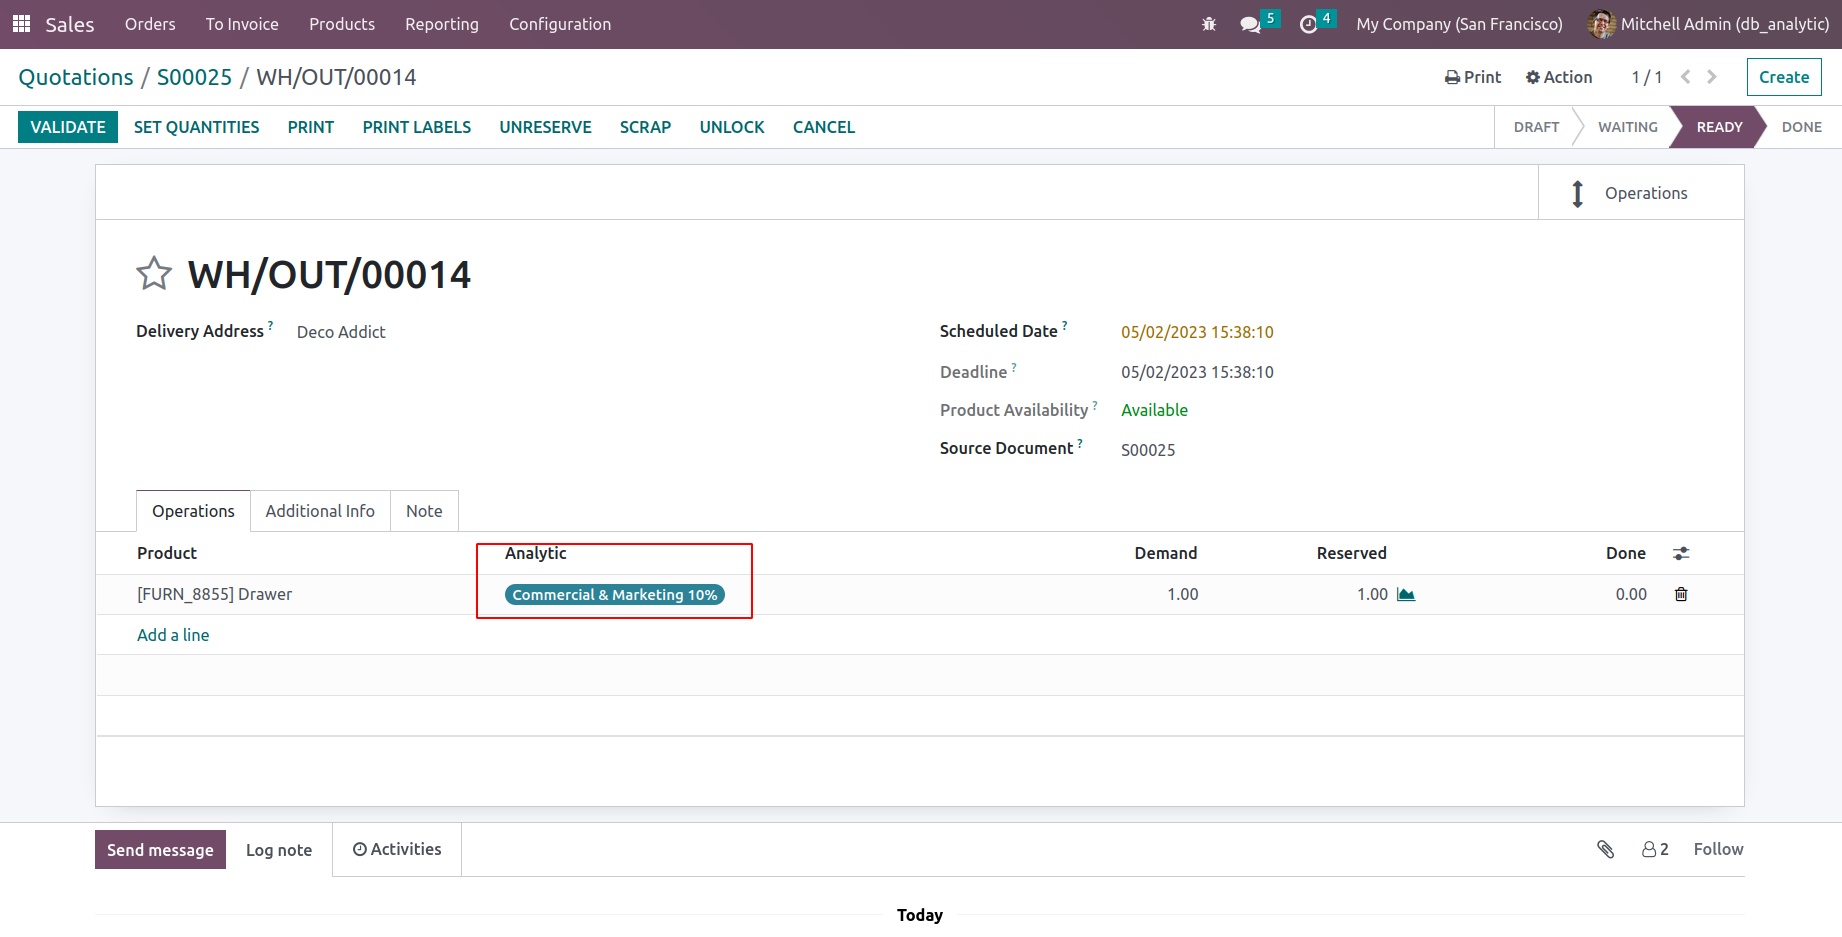 Sales Orders To Invoice Products Reporting Configuration 5 4 My Company (San Francisco) Mitchell Admin (db_analytic)
Quotations / S00025 / WH/OUT/00014 Print Action 1 / 1 Create
VALIDATE SET QUANTITIES PRINT PRINT LABELS UNRESERVE SCRAP UNLOCK CANCEL DRAFT WAITING READY DONE
Operations
WH/OUT/00014
Delivery Address ? Deco Addict Scheduled Date ? 05/02/2023 15:38:10
Deadline ? 05/02/2023 15:38:10
Product Availability ? Available
Source Document ? S00025
Operations Additional Info Note
Product Analytic Demand Reserved Done
[FURN_8855] Drawer Commercial & Marketing 10% 1.00 1.00 0.00
Add a line
Send message Log note Activities 2 Follow
Today